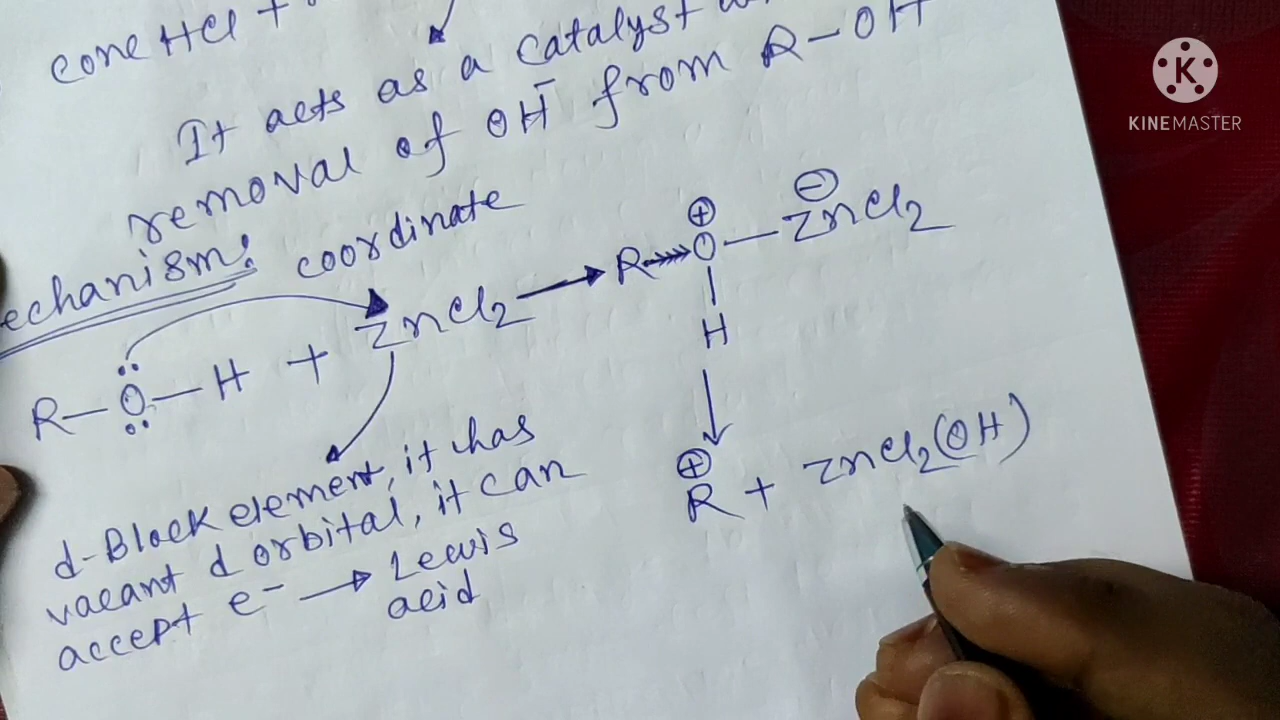 conc HCl +
It acts as a catalyst
removal of OH⁻ from R-OH
echanism: coordinate
R-O-H + ZnCl2 → R-O-ZnCl2
⊕ ⊖
H
d-Block element, it has
vacant d orbital, it can
accept e⁻ → Lewis
acid
⊕
R + ZnCl2(OH)
K
KINEMASTER